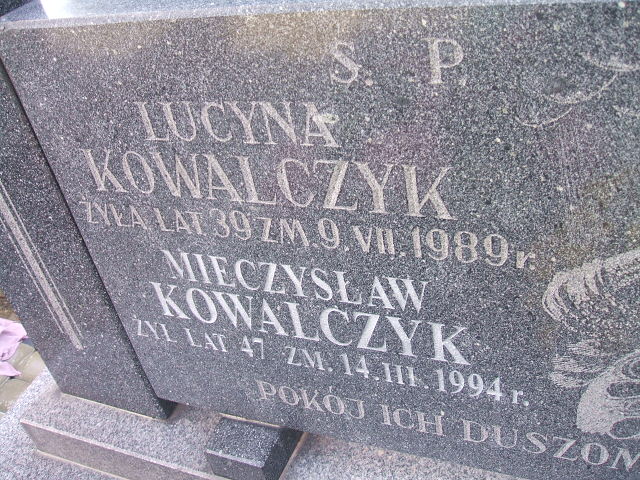 S. P.
LUCYNA
KOWALCZYK
ŻYŁA LAT 39 ZM. 9. VII. 1989 r.
MIECZYSŁAW
KOWALCZYK
ŻYŁ LAT 47 ZM. 14. III. 1994 r.
POKÓJ ICH DUSZOM